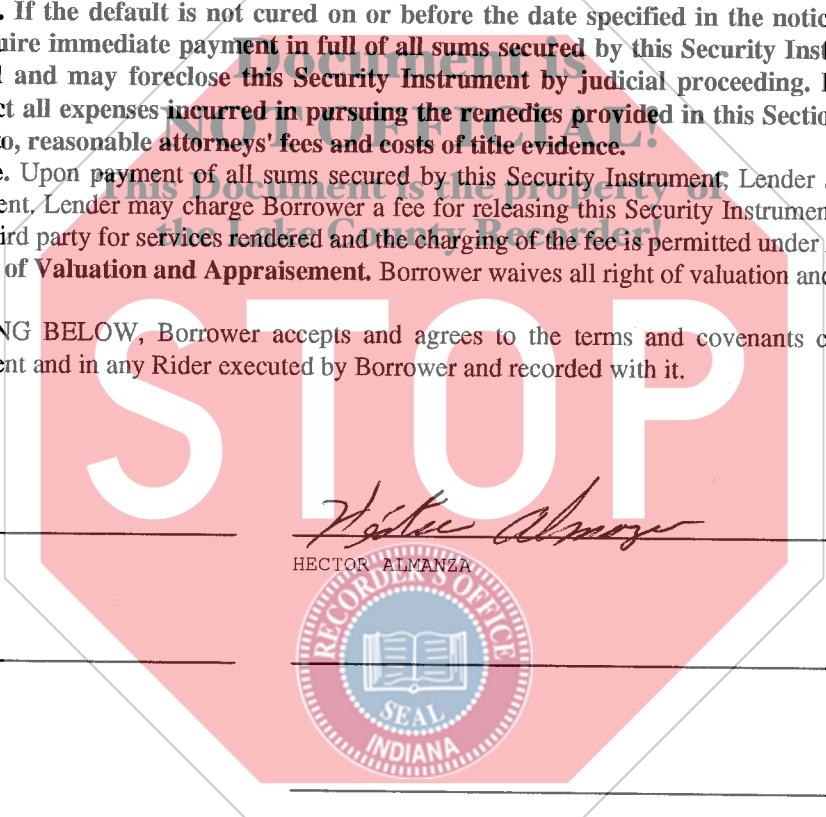 . If the default is not cured on or before the date specified in the notic
uire immediate payment in full of all sums secured by this Security Inst
and may foreclose this Security Instrument by judicial proceeding.
ct all expenses incurred in pursuing the remedies provided in this Sectio
to, reasonable attorneys' fees and costs of title evidence.
e. Upon payment of all sums secured by this Security Instrument, Lender
ent. Lender may charge Borrower a fee for releasing this Security Instrumen
ird party for services rendered and the charging of the fee is permitted under
of Valuation and Appraisement. Borrower waives all right of valuation and
NG BELOW, Borrower accepts and agrees to the terms and covenants c
ent and in any Rider executed by Borrower and recorded with it.
Document is
NOT OFFICIAL!
This Document is the property of
the Lake County Recorder!
STOP
Hector Almanza
HECTOR ALMANZA
RECORDER'S OFFICE
SEAL
INDIANA